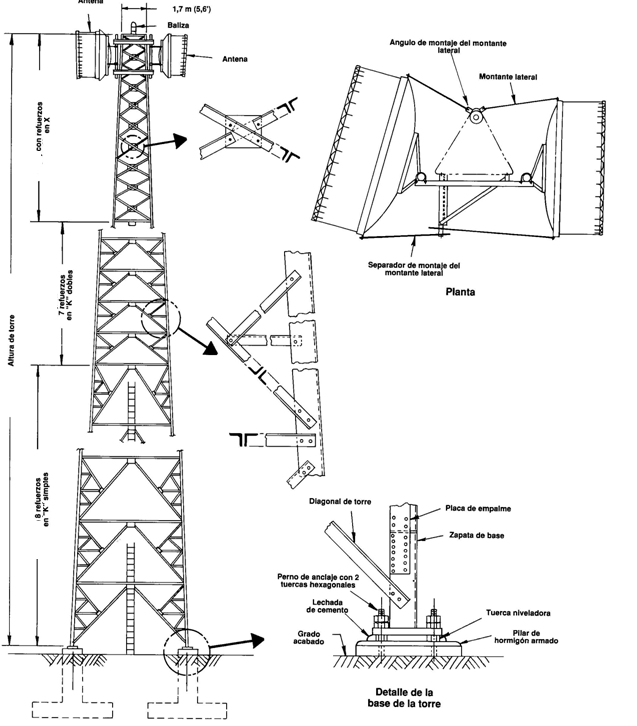 Antena
1,7 m (5,6')
Baliza
Antena
con refuerzos
en X
7 refuerzos
en "K" dobles
Altura de torre
8 refuerzos
en "K" simples
Angulo de montaje del montante
lateral
Montante lateral
Separador de montaje del
montante lateral
Planta
Diagonal de torre
Placa de empalme
Zapata de base
Perno de anclaje con 2
tuercas hexagonales
Lechada
de cemento
Tuerca niveladora
Grado
acabado
Pilar de
hormigón armado
Detalle de la
base de la torre